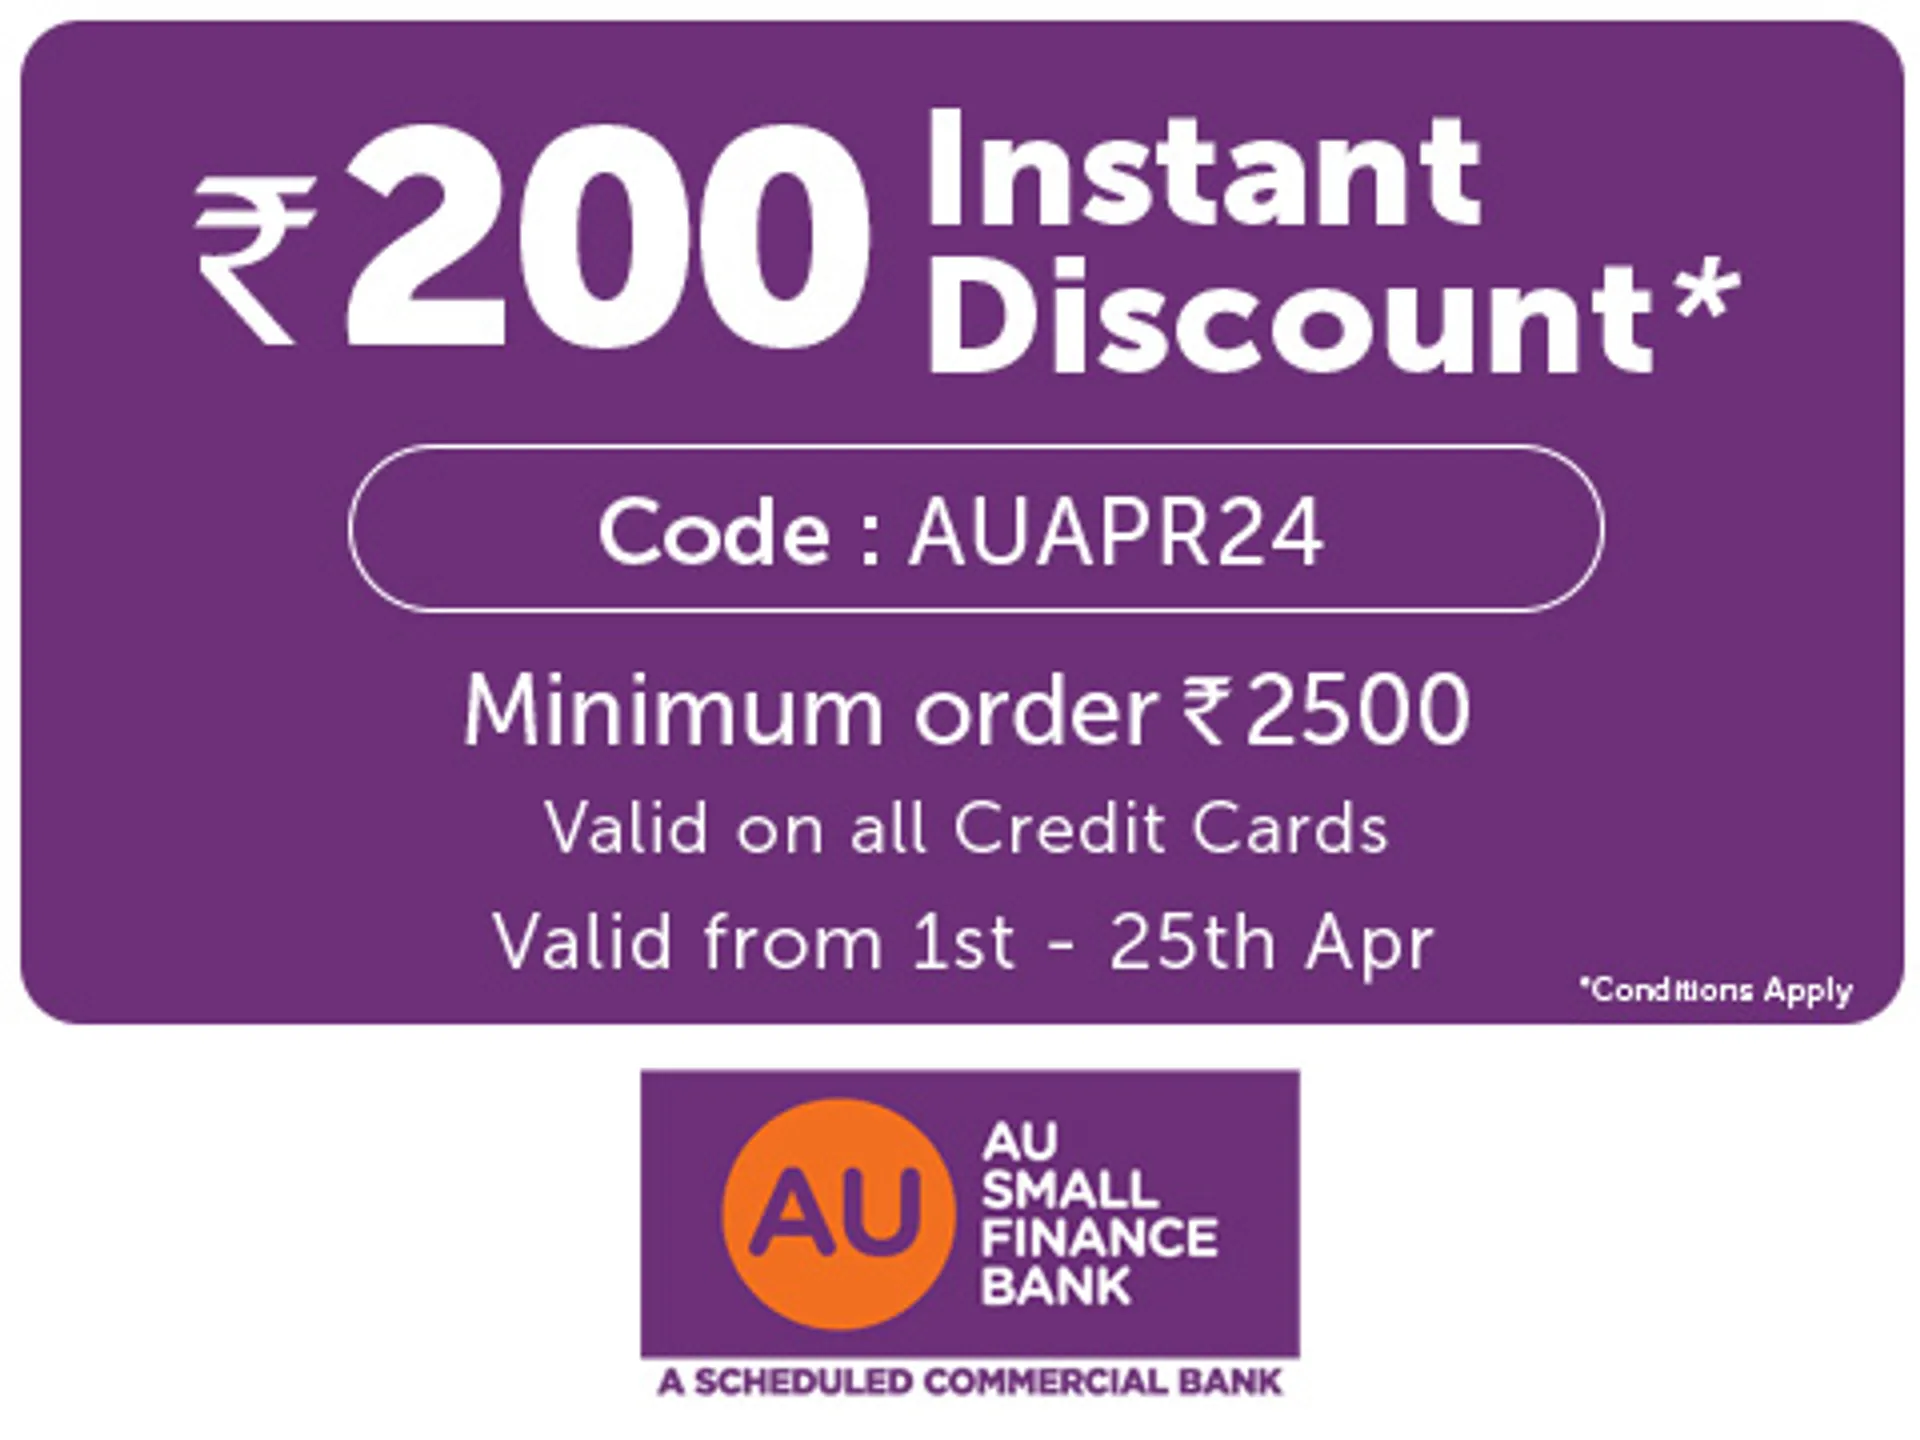 ₹200 Instant
Discount*
Code : AUAPR24
Minimum order ₹2500
Valid on all Credit Cards
Valid from 1st - 25th Apr
*Conditions Apply
AU
AU
SMALL
FINANCE
BANK
A SCHEDULED COMMERCIAL BANK